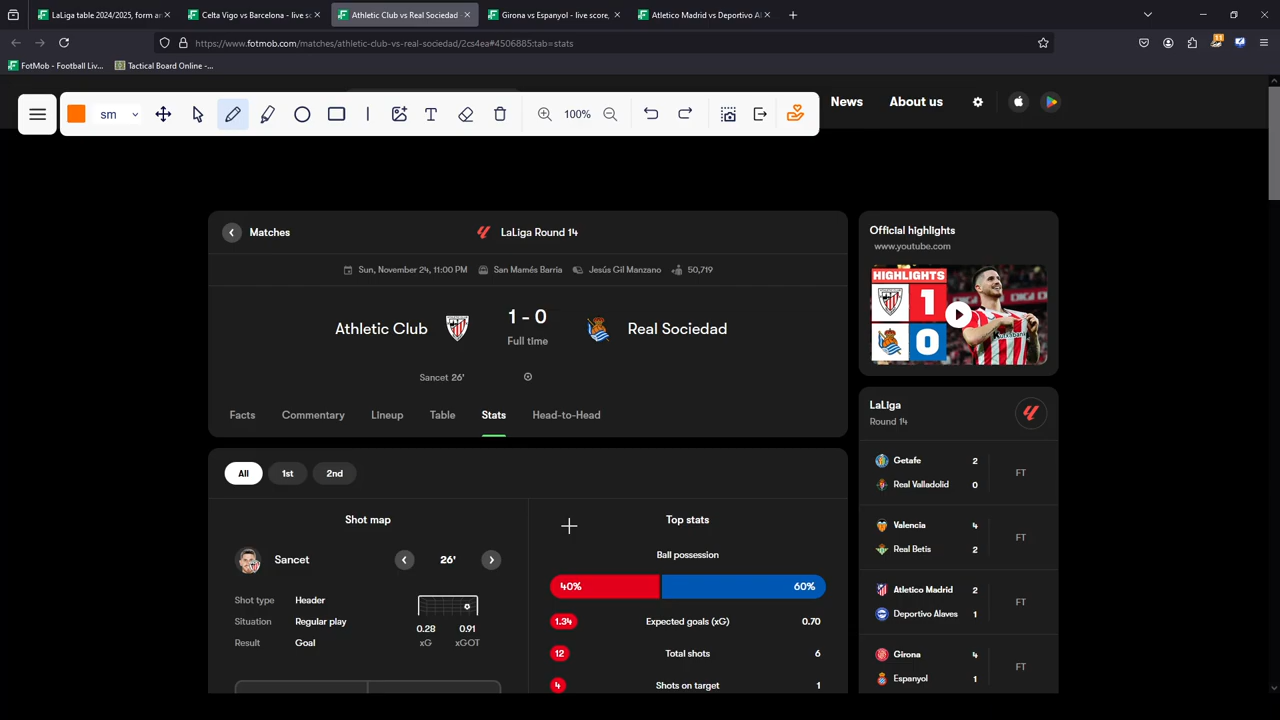 LaLiga table 2024/2025, form an
Celta Vigo vs Barcelona - live sc
Athletic Club vs Real Sociedad
Girona vs Espanyol - live score,
Atletico Madrid vs Deportivo Al
https://www.fotmob.com/matches/athletic-club-vs-real-sociedad/2cs4ea#4506885:tab=stats
11
FotMob - Football Liv...
Tactical Board Online -...
sm
100%
News
About us
Matches
LaLiga Round 14
Sun, November 24, 11:00 PM
San Mamés Barria
Jesús Gil Manzano
50,719
Athletic Club
1 - 0
Real Sociedad
Full time
Sancet 26'
Facts
Commentary
Lineup
Table
Stats
Head-to-Head
Official highlights
www.youtube.com
HIGHLIGHTS
1
0
LaLiga
Round 14
Getafe 2
Real Valladolid 0
FT
Valencia 4
Real Betis 2
FT
Atletico Madrid 2
Deportivo Alaves 1
FT
Girona 4
Espanyol 1
FT
All
1st
2nd
Shot map
Sancet
26'
Shot type Header
Situation Regular play
Result Goal
0.28 0.91
xG xGOT
Top stats
Ball possession
40% 60%
1.34 Expected goals (xG) 0.70
12 Total shots 6
4 Shots on target 1